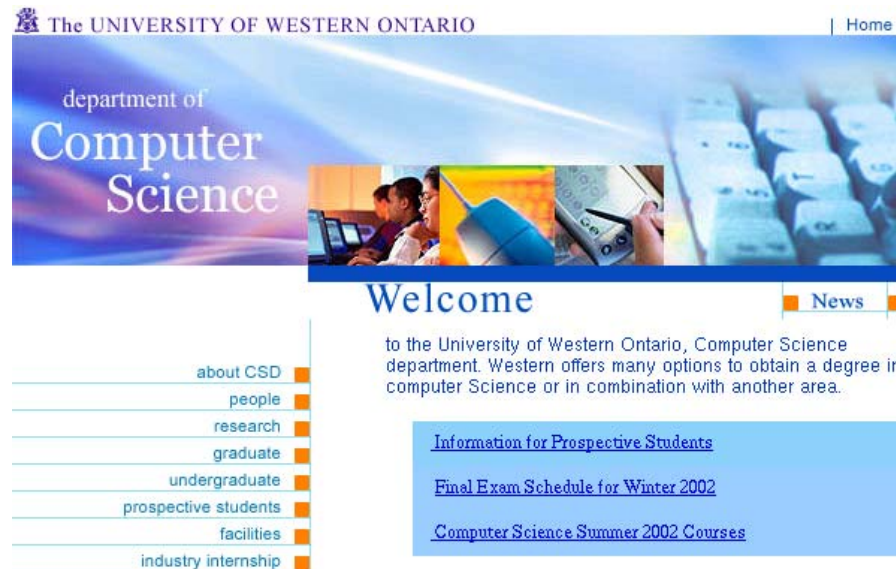 The UNIVERSITY OF WESTERN ONTARIO
| Home
department of
Computer
Science
Welcome
News
to the University of Western Ontario, Computer Science
department. Western offers many options to obtain a degree in
computer Science or in combination with another area.
about CSD
people
research
graduate
undergraduate
prospective students
facilities
industry internship
Information for Prospective Students
Final Exam Schedule for Winter 2002
Computer Science Summer 2002 Courses